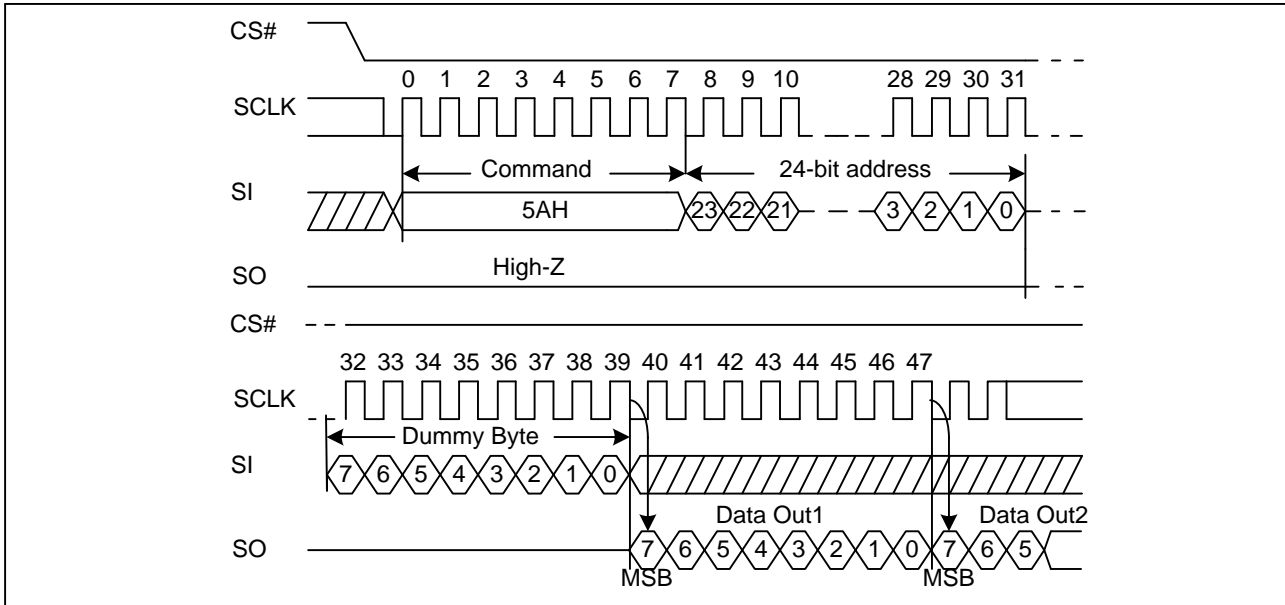 CS#
0 1 2 3 4 5 6 7 8 9 10 28 29 30 31
SCLK
Command 24-bit address
SI
5AH 23 22 21 3 2 1 0
High-Z
SO
CS#
32 33 34 35 36 37 38 39 40 41 42 43 44 45 46 47
SCLK
Dummy Byte
SI
7 6 5 4 3 2 1 0
Data Out1 Data Out2
SO
7 6 5 4 3 2 1 0 7 6 5
MSB MSB